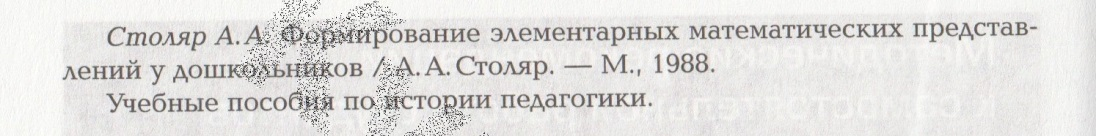 Столяр А. А. Формирование элементарных математических представ-
лений у дошкольников / А. А. Столяр. — М., 1988.
Учебные пособия по истории педагогики.